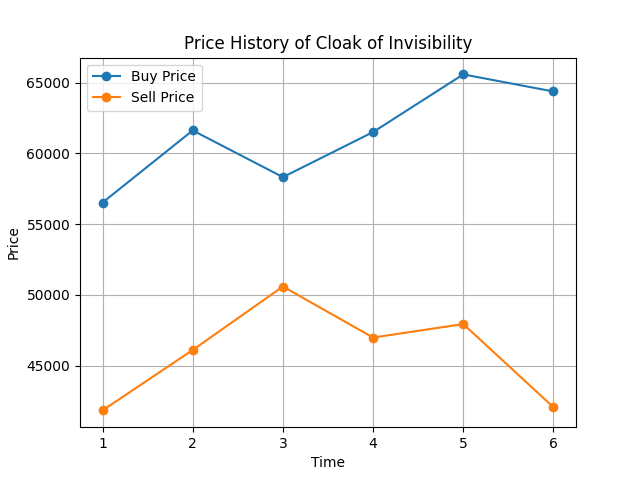 Price History of Cloak of Invisibility
Buy Price
Sell Price
65000
60000
55000
50000
45000
Price
1 2 3 4 5 6
Time